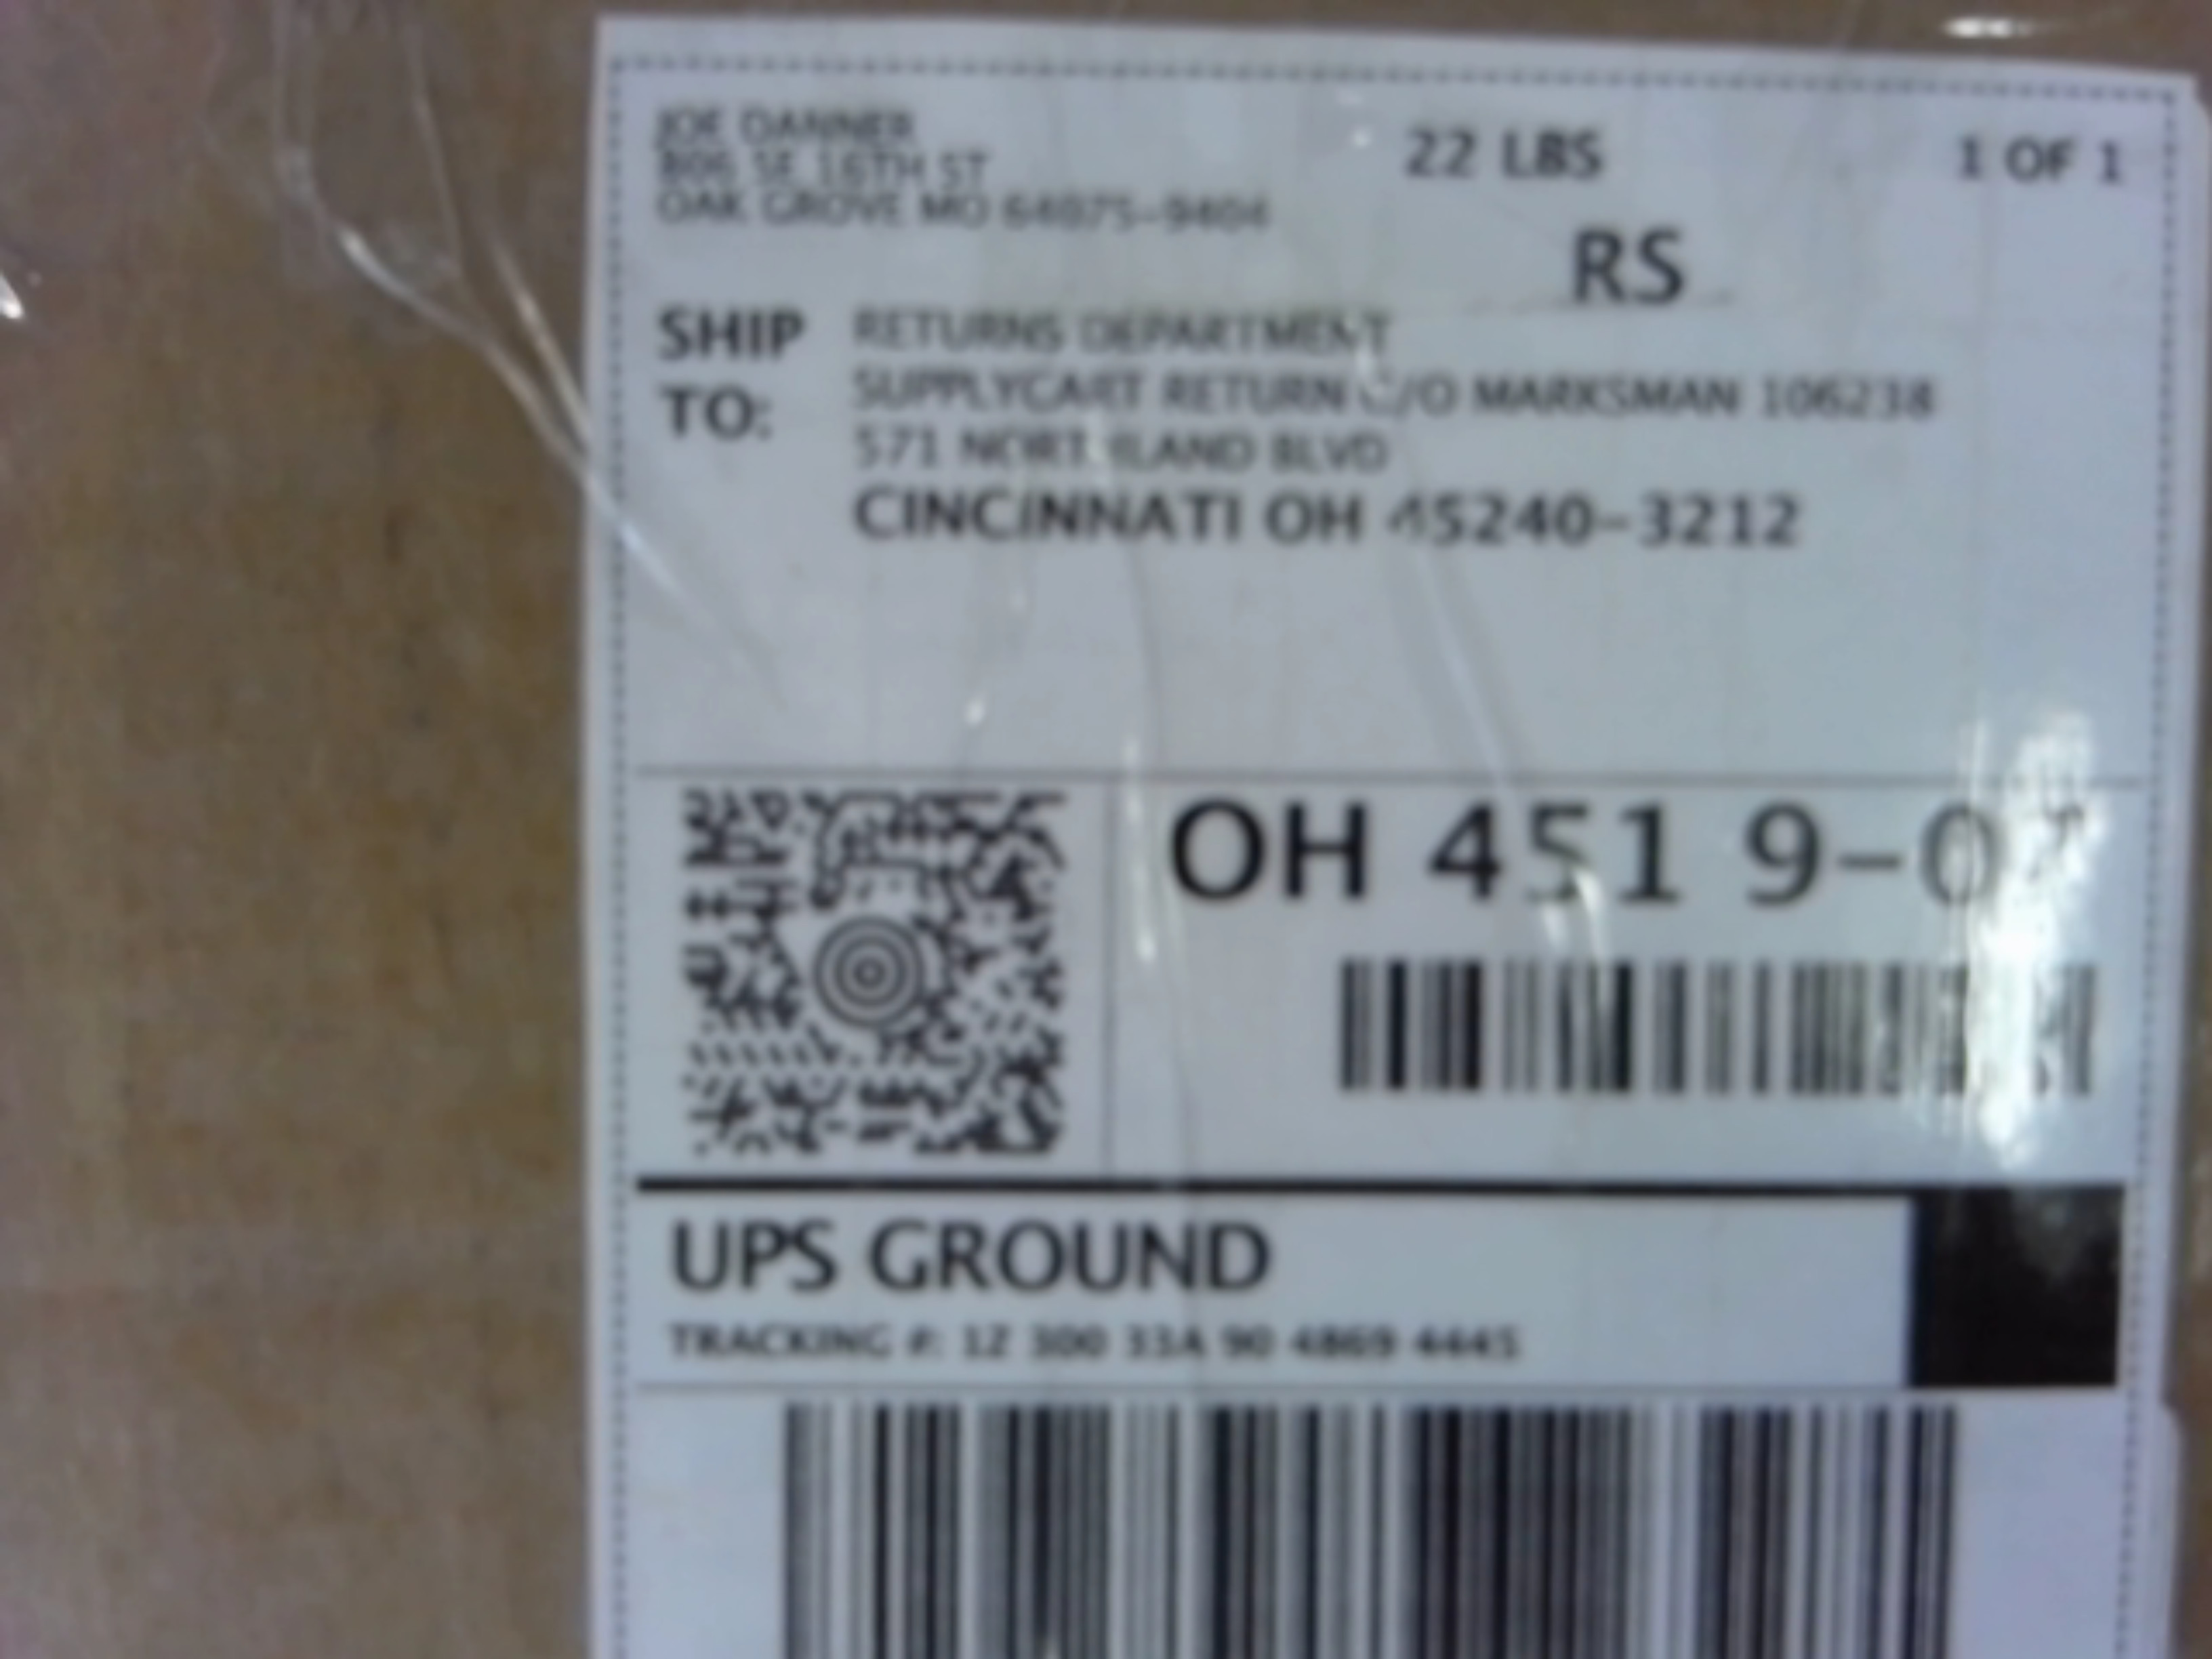 JOE DANNER
806 SE 16TH ST
OAK GROVE MO 64075-9404
22 LBS
1 OF 1
RS
SHIP TO:
RETURNS DEPARTMENT
SUPPLYCART RETURN C/O MARKSMAN 106238
571 NORTHLAND BLVD
CINCINNATI OH 45240-3212
OH 451 9-07
UPS GROUND
TRACKING #: 1Z 300 33A 90 4869 4445